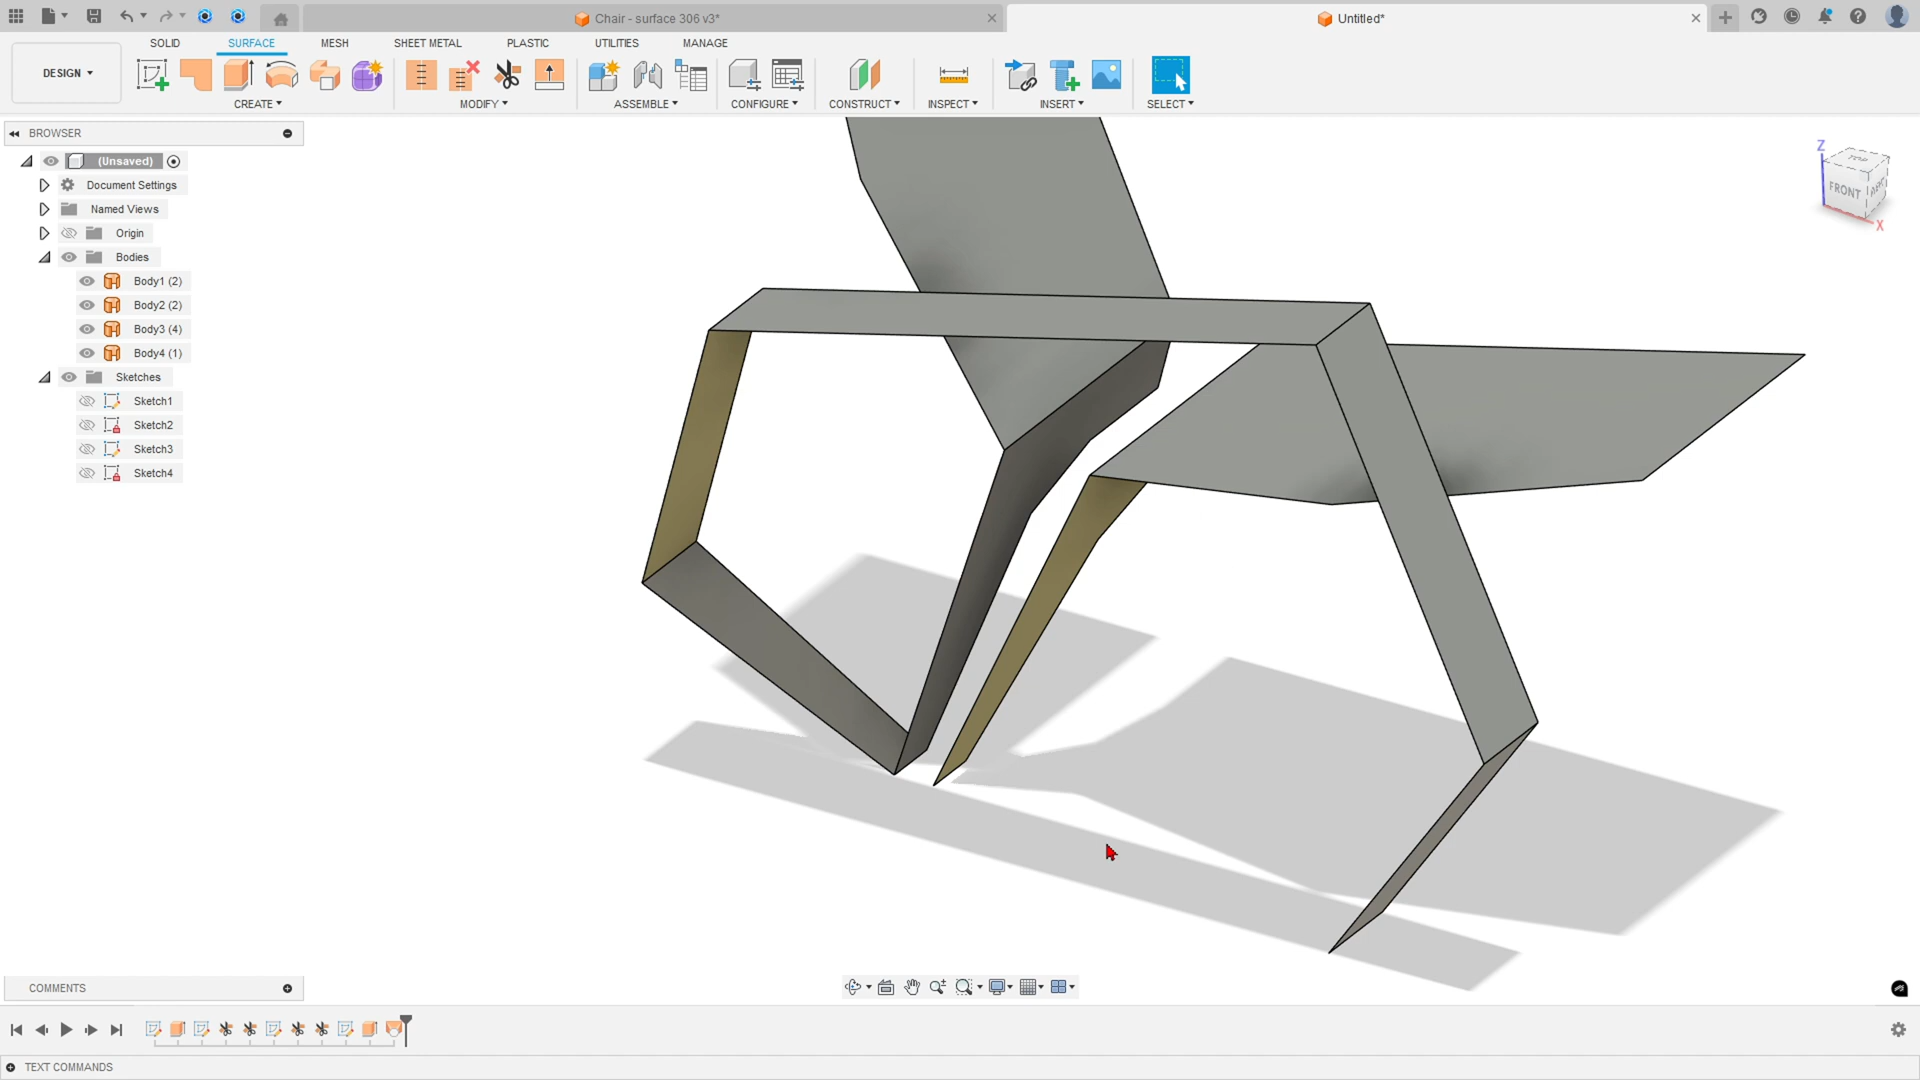 Chair - surface 306 v3*
Untitled*
SOLID SURFACE MESH SHEET METAL PLASTIC UTILITIES MANAGE
DESIGN
CREATE MODIFY ASSEMBLE CONFIGURE CONSTRUCT INSPECT INSERT SELECT
BROWSER
(Unsaved)
Document Settings
Named Views
Origin
Bodies
Body1 (2)
Body2 (2)
Body3 (4)
Body4 (1)
Sketches
Sketch1
Sketch2
Sketch3
Sketch4
Z
TOP
FRONT
X
COMMENTS
TEXT COMMANDS